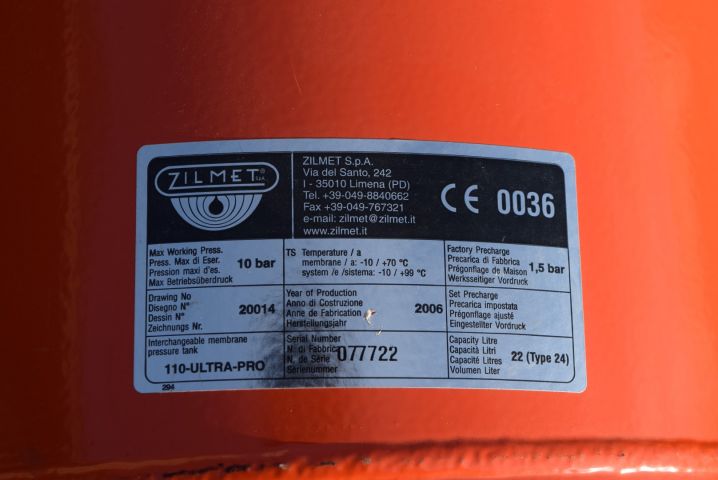 ZILMET®
S.p.A.
ZILMET S.p.A.
Via del Santo, 242
I - 35010 Limena (PD)
Tel. +39-049-8840662
Fax +39-049-767321
e-mail: zilmet@zilmet.it
www.zilmet.it
CE 0036
Max Working Press.
Press. Max di Eser.
Pression maxi d'es.
Max Betriebsüberdruck
10 bar
TS Temperature / a
membrane / a: -10 / +70 °C
system /e /sistema: -10 / +99 °C
Factory Precharge
Precarica di Fabbrica
Prégonflage de Maison
Werksseitiger Vordruck
1,5 bar
Drawing No
Disegno N°
Dessin N°
Zeichnungs Nr.
20014
Year of Production
Anno di Costruzione
Anne de Fabrication
Herstellungsjahr
2006
Set Precharge
Precarica impostata
Prégonflage ajusté
Eingestellter Vordruck
Interchangeable membrane
pressure tank
110-ULTRA-PRO
Serial Number
N. di Fabbrica
N. de Série
Seriennummer
077722
Capacity Litre
Capacità Litri
Capacité Litres
Volumen Liter
22 (Type 24)
294